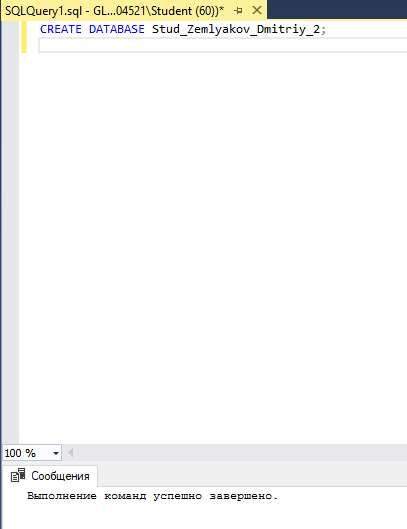 SQLQuery1.sql - GL...04521\Student (60))*
CREATE DATABASE Stud_Zemlyakov_Dmitriy_2;
100 %
Сообщения
Выполнение команд успешно завершено.